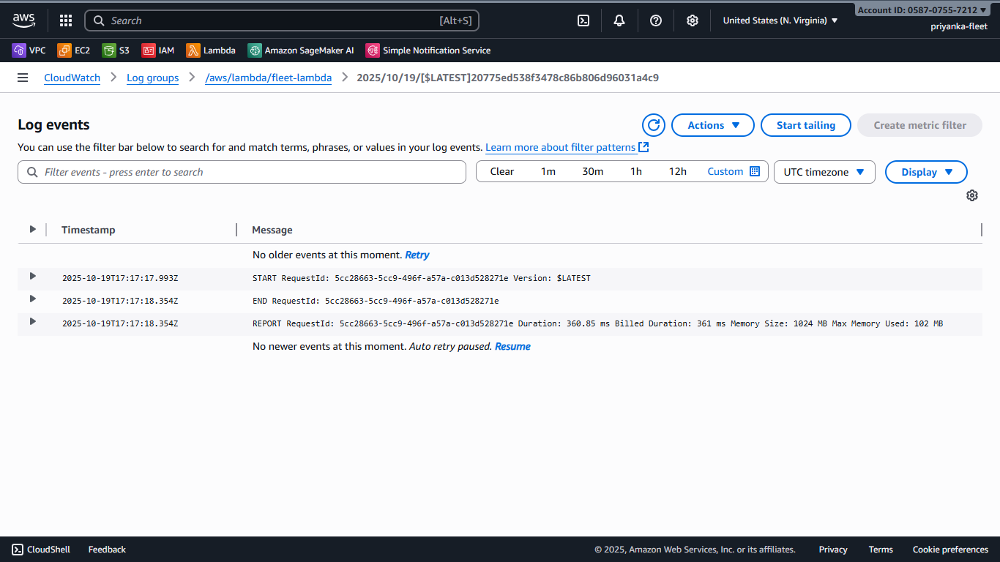 aws
Search [Alt+S]
United States (N. Virginia)
Account ID: 0587-0755-7212
priyanka-fleet
VPC EC2 S3 IAM Lambda Amazon SageMaker AI Simple Notification Service
CloudWatch Log groups /aws/lambda/fleet-lambda 2025/10/19/[$LATEST]20775ed538f3478c86b806d96031a4c9
Log events
Actions Start tailing Create metric filter
You can use the filter bar below to search for and match terms, phrases, or values in your log events. Learn more about filter patterns
Filter events - press enter to search Clear 1m 30m 1h 12h Custom UTC timezone Display
Timestamp Message
No older events at this moment. Retry
2025-10-19T17:17:17.993Z START RequestId: 5cc28663-5cc9-496f-a57a-c013d528271e Version: $LATEST
2025-10-19T17:17:18.354Z END RequestId: 5cc28663-5cc9-496f-a57a-c013d528271e
2025-10-19T17:17:18.354Z REPORT RequestId: 5cc28663-5cc9-496f-a57a-c013d528271e Duration: 360.85 ms Billed Duration: 361 ms Memory Size: 1024 MB Max Memory Used: 102 MB
No newer events at this moment. Auto retry paused. Resume
CloudShell Feedback © 2025, Amazon Web Services, Inc. or its affiliates. Privacy Terms Cookie preferences